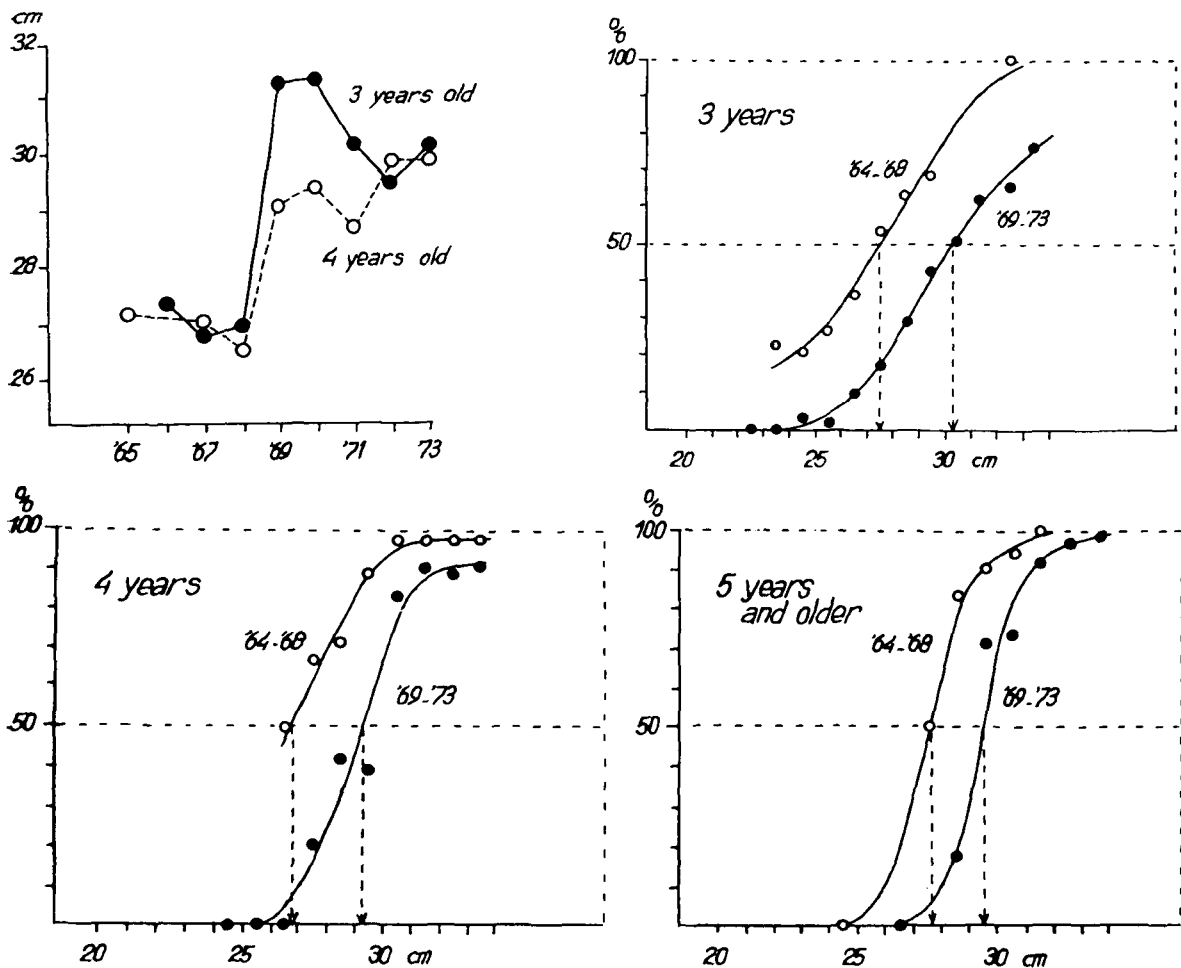 cm
32
30
28
26
3 years old
4 years old
'65 '67 '69 '71 '73
%
100
50
3 years
'64-'68
'69-'73
20 25 30 cm
%
100
50
4 years
'64-'68
'69-'73
20 25 30 cm
%
100
50
5 years
and older
'64-'68
'69-'73
20 25 30 cm